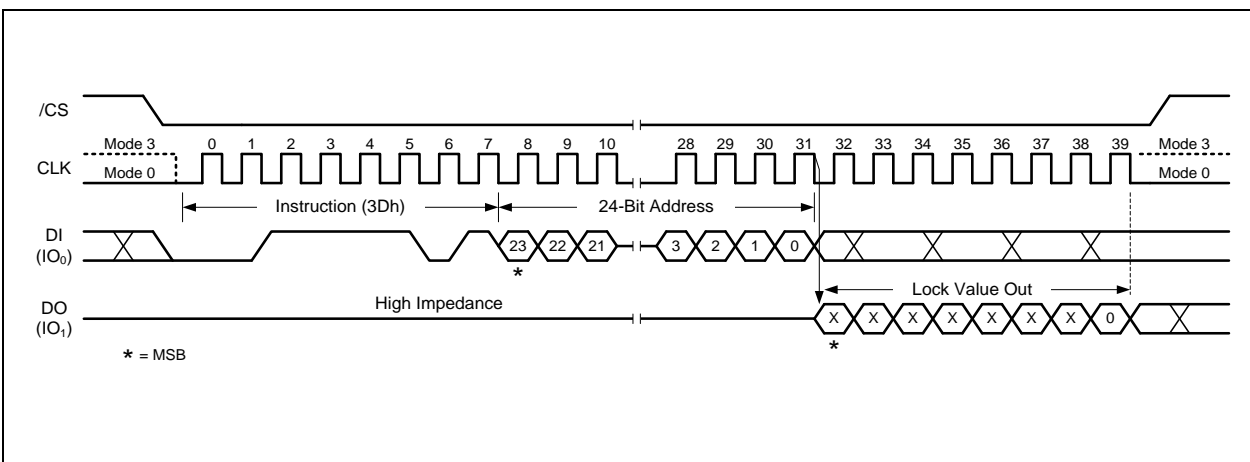 /CS
Mode 3 0 1 2 3 4 5 6 7 8 9 10 28 29 30 31 32 33 34 35 36 37 38 39 Mode 3
CLK
Mode 0 Mode 0
Instruction (3Dh) 24-Bit Address
DI
(IO₀)
23 22 21 3 2 1 0
*
Lock Value Out
High Impedance
DO
(IO₁)
X X X X X X X 0
*
* = MSB